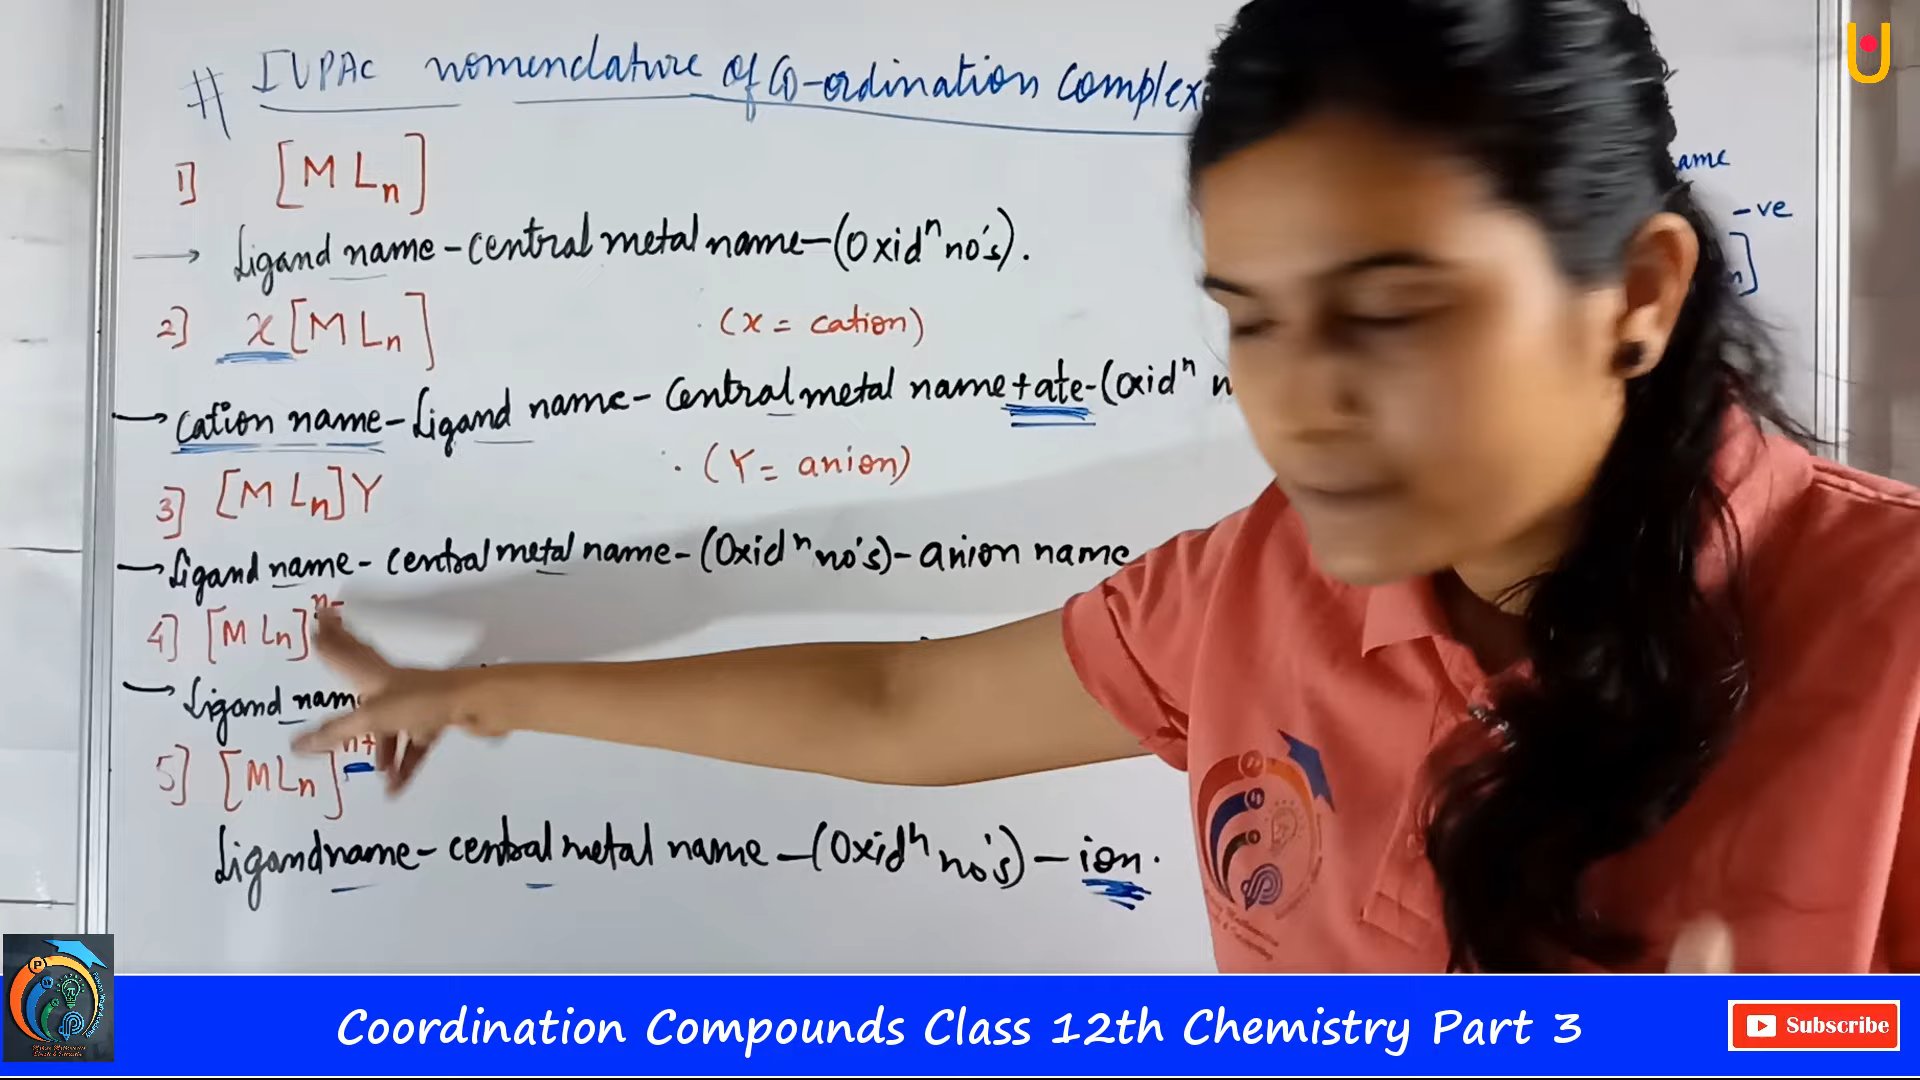 # IUPAC nomenclature of Co-ordination Complex
1] [M Ln]
→ Ligand name - central metal name - (Oxidⁿ no's).
2] x [M Ln] (x = cation)
→ cation name - Ligand name - Central metal name + ate - (Oxidⁿ
3] [M Ln] Y (Y = anion)
→ Ligand name - central metal name - (Oxidⁿ no's) - anion name
4] [M Ln]ⁿ⁻
Ligand
5] [M Ln]ⁿ⁺
Ligand name - central metal name - (Oxidⁿ no's) - ion.
-ve
Coordination Compounds Class 12th Chemistry Part 3
Subscribe